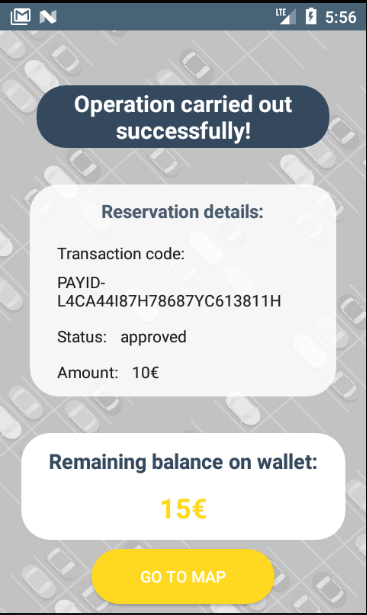 LTE 5:56
Operation carried out
successfully!
Reservation details:
Transaction code:
PAYID-
L4CA44I87H78687YC613811H
Status: approved
Amount: 10€
Remaining balance on wallet:
15€
GO TO MAP